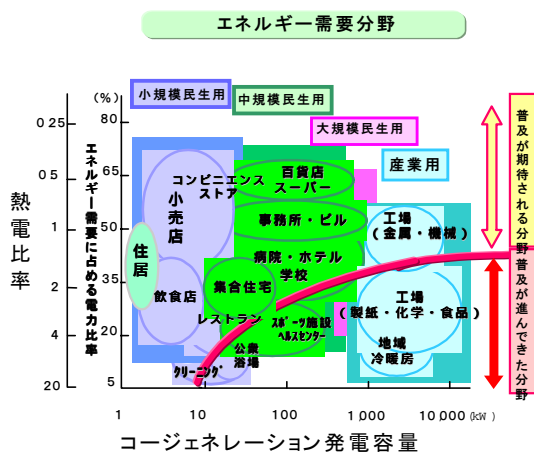 エネルギー需要分野
小規模民生用
中規模民生用
大規模民生用
産業用
(%)
80
65
50
35
20
5
0.25
0.5
1
2
4
20
熱電比率
エネルギー需要に占める電力比率
コンビニエンス
ストア
小売店
住居
飲食店
レストラン
クリーニング
百貨店
スーパー
事務所・ビル
病院・ホテル
学校
集合住宅
スポーツ施設
ヘルスセンター
公衆
浴場
工場
(金属・機械)
工場
(製紙・化学・食品)
地域
冷暖房
普及が期待される分野
普及が進んできた分野
1
10
100
1,000
10,000
(kW)
コージェネレーション発電容量